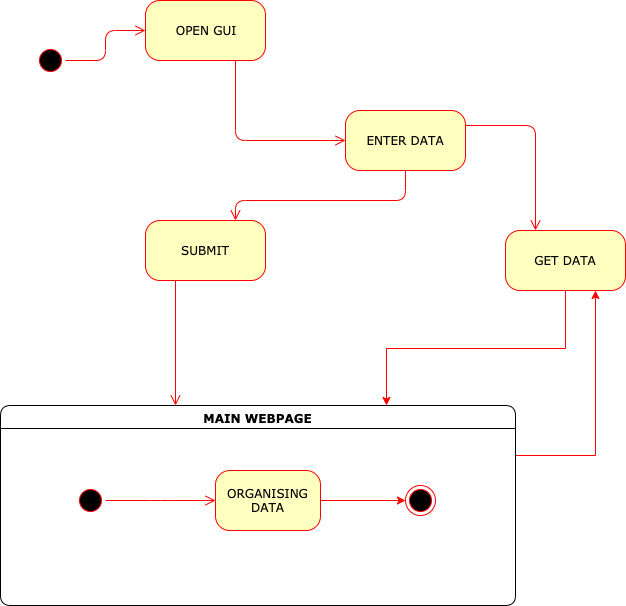 OPEN GUI
ENTER DATA
SUBMIT
GET DATA
MAIN WEBPAGE
ORGANISING
DATA